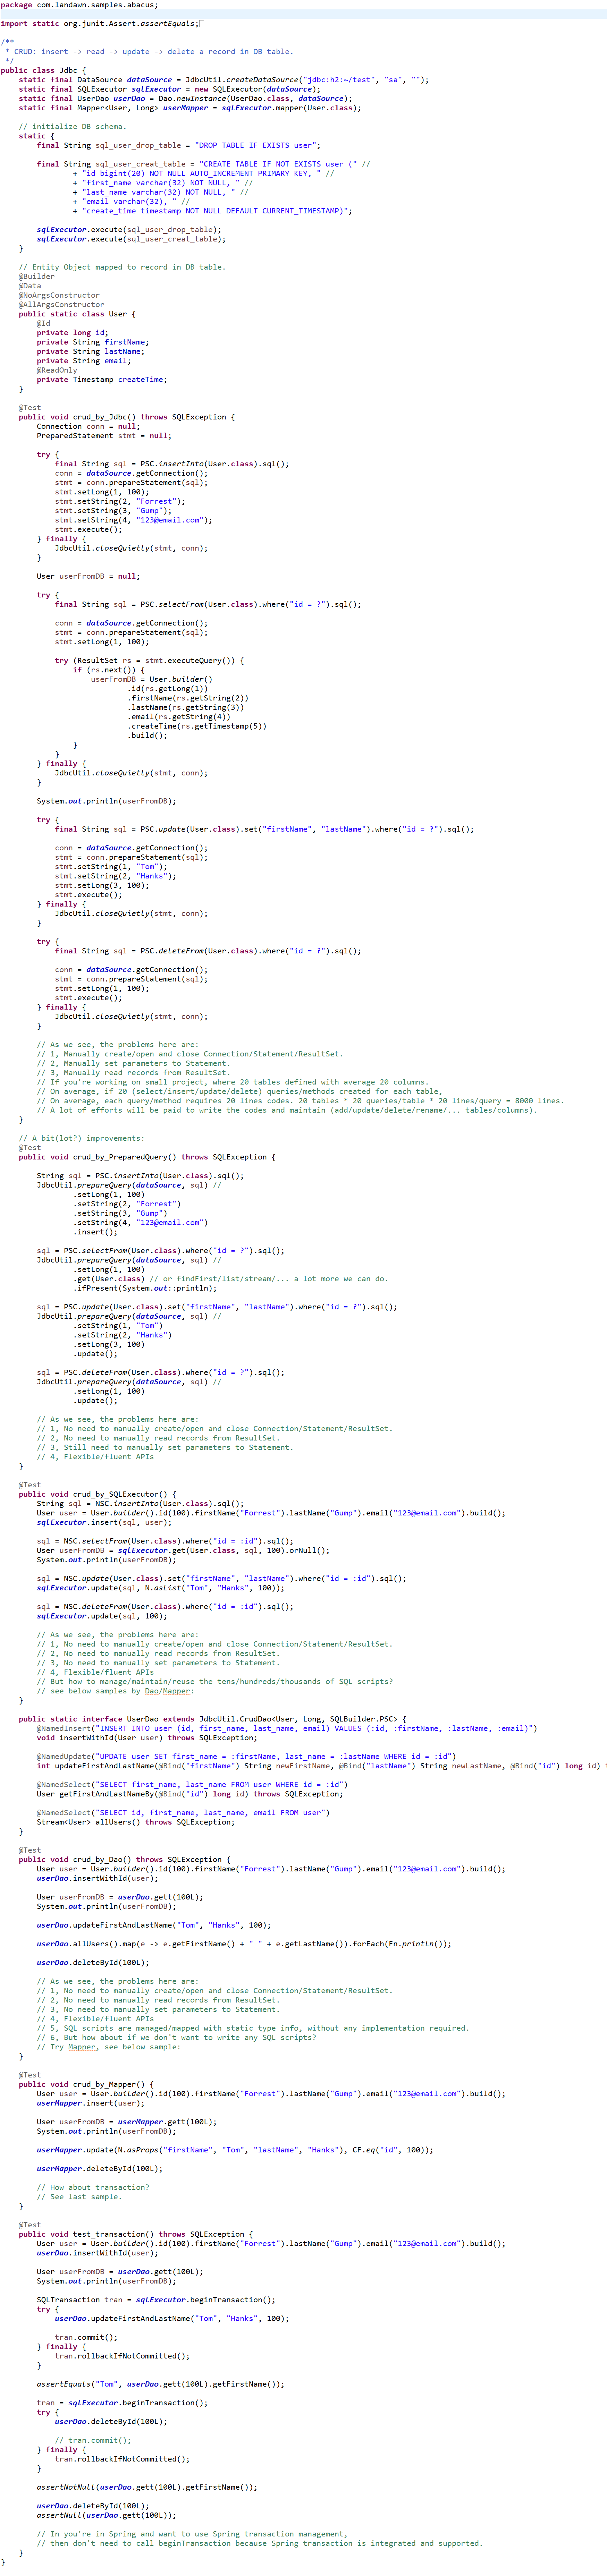 package com.landawn.samples.abacus;
import static org.junit.Assert.assertEquals;
/**
 * CRUD: insert -> read -> update -> delete a record in DB table.
 */
public class Jdbc {
    static final DataSource dataSource = JdbcUtil.createDataSource("jdbc:h2:~/test", "sa", "");
    static final SQLExecutor sqlExecutor = new SQLExecutor(dataSource);
    static final UserDao userDao = Dao.newInstance(UserDao.class, dataSource);
    static final Mapper<User, Long> userMapper = sqlExecutor.mapper(User.class);
    // initialize DB schema.
    static {
        final String sql_user_drop_table = "DROP TABLE IF EXISTS user";
        final String sql_user_creat_table = "CREATE TABLE IF NOT EXISTS user (" //
                + "id bigint(20) NOT NULL AUTO_INCREMENT PRIMARY KEY, " //
                + "first_name varchar(32) NOT NULL, " //
                + "last_name varchar(32) NOT NULL, " //
                + "email varchar(32), " //
                + "create_time timestamp NOT NULL DEFAULT CURRENT_TIMESTAMP)";
        sqlExecutor.execute(sql_user_drop_table);
        sqlExecutor.execute(sql_user_creat_table);
    }
    // Entity Object mapped to record in DB table.
    @Builder
    @Data
    @NoArgsConstructor
    @AllArgsConstructor
    public static class User {
        @Id
        private long id;
        private String firstName;
        private String lastName;
        private String email;
        @ReadOnly
        private Timestamp createTime;
    }
    @Test
    public void crud_by_Jdbc() throws SQLException {
        Connection conn = null;
        PreparedStatement stmt = null;
        try {
            final String sql = PSC.insertInto(User.class).sql();
            conn = dataSource.getConnection();
            stmt = conn.prepareStatement(sql);
            stmt.setLong(1, 100);
            stmt.setString(2, "Forrest");
            stmt.setString(3, "Gump");
            stmt.setString(4, "123@email.com");
            stmt.execute();
        } finally {
            JdbcUtil.closeQuietly(stmt, conn);
        }
        User userFromDB = null;
        try {
            final String sql = PSC.selectFrom(User.class).where("id = ?").sql();
            conn = dataSource.getConnection();
            stmt = conn.prepareStatement(sql);
            stmt.setLong(1, 100);
            try (ResultSet rs = stmt.executeQuery()) {
                if (rs.next()) {
                    userFromDB = User.builder()
                            .id(rs.getLong(1))
                            .firstName(rs.getString(2))
                            .lastName(rs.getString(3))
                            .email(rs.getString(4))
                            .createTime(rs.getTimestamp(5))
                            .build();
                }
            }
        } finally {
            JdbcUtil.closeQuietly(stmt, conn);
        }
        System.out.println(userFromDB);
        try {
            final String sql = PSC.update(User.class).set("firstName", "lastName").where("id = ?").sql();
            conn = dataSource.getConnection();
            stmt = conn.prepareStatement(sql);
            stmt.setString(1, "Tom");
            stmt.setString(2, "Hanks");
            stmt.setLong(3, 100);
            stmt.execute();
        } finally {
            JdbcUtil.closeQuietly(stmt, conn);
        }
        try {
            final String sql = PSC.deleteFrom(User.class).where("id = ?").sql();
            conn = dataSource.getConnection();
            stmt = conn.prepareStatement(sql);
            stmt.setLong(1, 100);
            stmt.execute();
        } finally {
            JdbcUtil.closeQuietly(stmt, conn);
        }
        // As we see, the problems here are:
        // 1, Manually create/open and close Connection/Statement/ResultSet.
        // 2, Manually set parameters to Statement.
        // 3, Manually read records from ResultSet.
        // If you're working on small project, where 20 tables defined with average 20 columns.
        // On average, if 20 (select/insert/update/delete) queries/methods created for each table,
        // On average, each query/method requires 20 lines codes. 20 tables * 20 queries/table * 20 lines/query = 8000 lines.
        // A lot of efforts will be paid to write the codes and maintain (add/update/delete/rename/... tables/columns).
    }
    // A bit(lot?) improvements:
    @Test
    public void crud_by_PreparedQuery() throws SQLException {
        String sql = PSC.insertInto(User.class).sql();
        JdbcUtil.prepareQuery(dataSource, sql) //
                .setLong(1, 100)
                .setString(2, "Forrest")
                .setString(3, "Gump")
                .setString(4, "123@email.com")
                .insert();
        sql = PSC.selectFrom(User.class).where("id = ?").sql();
        JdbcUtil.prepareQuery(dataSource, sql) //
                .setLong(1, 100)
                .get(User.class) // or findFirst/list/stream/... a lot more we can do.
                .ifPresent(System.out::println);
        sql = PSC.update(User.class).set("firstName", "lastName").where("id = ?").sql();
        JdbcUtil.prepareQuery(dataSource, sql) //
                .setString(1, "Tom")
                .setString(2, "Hanks")
                .setLong(3, 100)
                .update();
        sql = PSC.deleteFrom(User.class).where("id = ?").sql();
        JdbcUtil.prepareQuery(dataSource, sql) //
                .setLong(1, 100)
                .update();
        // As we see, the problems here are:
        // 1, No need to manually create/open and close Connection/Statement/ResultSet.
        // 2, No need to manually read records from ResultSet.
        // 3, Still need to manually set parameters to Statement.
        // 4, Flexible/fluent APIs
    }
    @Test
    public void crud_by_SQLExecutor() {
        String sql = NSC.insertInto(User.class).sql();
        User user = User.builder().id(100).firstName("Forrest").lastName("Gump").email("123@email.com").build();
        sqlExecutor.insert(sql, user);
        sql = NSC.selectFrom(User.class).where("id = :id").sql();
        User userFromDB = sqlExecutor.get(User.class, sql, 100).orNull();
        System.out.println(userFromDB);
        sql = NSC.update(User.class).set("firstName", "lastName").where("id = :id").sql();
        sqlExecutor.update(sql, N.asList("Tom", "Hanks", 100));
        sql = NSC.deleteFrom(User.class).where("id = :id").sql();
        sqlExecutor.update(sql, 100);
        // As we see, the problems here are:
        // 1, No need to manually create/open and close Connection/Statement/ResultSet.
        // 2, No need to manually read records from ResultSet.
        // 3, No need to manually set parameters to Statement.
        // 4, Flexible/fluent APIs
        // But how to manage/maintain/reuse the tens/hundreds/thousands of SQL scripts?
        // see below samples by Dao/Mapper:
    }
    public static interface UserDao extends JdbcUtil.CrudDao<User, Long, SQLBuilder.PSC> {
        @NamedInsert("INSERT INTO user (id, first_name, last_name, email) VALUES (:id, :firstName, :lastName, :email)")
        void insertWithId(User user) throws SQLException;
        @NamedUpdate("UPDATE user SET first_name = :firstName, last_name = :lastName WHERE id = :id")
        int updateFirstAndLastName(@Bind("firstName") String newFirstName, @Bind("lastName") String newLastName, @Bind("id") long id)
        @NamedSelect("SELECT first_name, last_name FROM user WHERE id = :id")
        User getFirstAndLastNameBy(@Bind("id") long id) throws SQLException;
        @NamedSelect("SELECT id, first_name, last_name, email FROM user")
        Stream<User> allUsers() throws SQLException;
    }
    @Test
    public void crud_by_Dao() throws SQLException {
        User user = User.builder().id(100).firstName("Forrest").lastName("Gump").email("123@email.com").build();
        userDao.insertWithId(user);
        User userFromDB = userDao.gett(100L);
        System.out.println(userFromDB);
        userDao.updateFirstAndLastName("Tom", "Hanks", 100);
        userDao.allUsers().map(e -> e.getFirstName() + " " + e.getLastName()).forEach(Fn.println());
        userDao.deleteById(100L);
        // As we see, the problems here are:
        // 1, No need to manually create/open and close Connection/Statement/ResultSet.
        // 2, No need to manually read records from ResultSet.
        // 3, No need to manually set parameters to Statement.
        // 4, Flexible/fluent APIs
        // 5, SQL scripts are managed/mapped with static type info, without any implementation required.
        // 6, But how about if we don't want to write any SQL scripts?
        // Try Mapper, see below sample:
    }
    @Test
    public void crud_by_Mapper() {
        User user = User.builder().id(100).firstName("Forrest").lastName("Gump").email("123@email.com").build();
        userMapper.insert(user);
        User userFromDB = userMapper.gett(100L);
        System.out.println(userFromDB);
        userMapper.update(N.asProps("firstName", "Tom", "lastName", "Hanks"), CF.eq("id", 100));
        userMapper.deleteById(100L);
        // How about transaction?
        // See last sample.
    }
    @Test
    public void test_transaction() throws SQLException {
        User user = User.builder().id(100).firstName("Forrest").lastName("Gump").email("123@email.com").build();
        userDao.insertWithId(user);
        User userFromDB = userDao.gett(100L);
        System.out.println(userFromDB);
        SQLTransaction tran = sqlExecutor.beginTransaction();
        try {
            userDao.updateFirstAndLastName("Tom", "Hanks", 100);
            tran.commit();
        } finally {
            tran.rollbackIfNotCommitted();
        }
        assertEquals("Tom", userDao.gett(100L).getFirstName());
        tran = sqlExecutor.beginTransaction();
        try {
            userDao.deleteById(100L);
            // tran.commit();
        } finally {
            tran.rollbackIfNotCommitted();
        }
        assertNotNull(userDao.gett(100L).getFirstName());
        userDao.deleteById(100L);
        assertNull(userDao.gett(100L));
        // In you're in Spring and want to use Spring transaction management,
        // then don't need to call beginTransaction because Spring transaction is integrated and supported.
    }
}